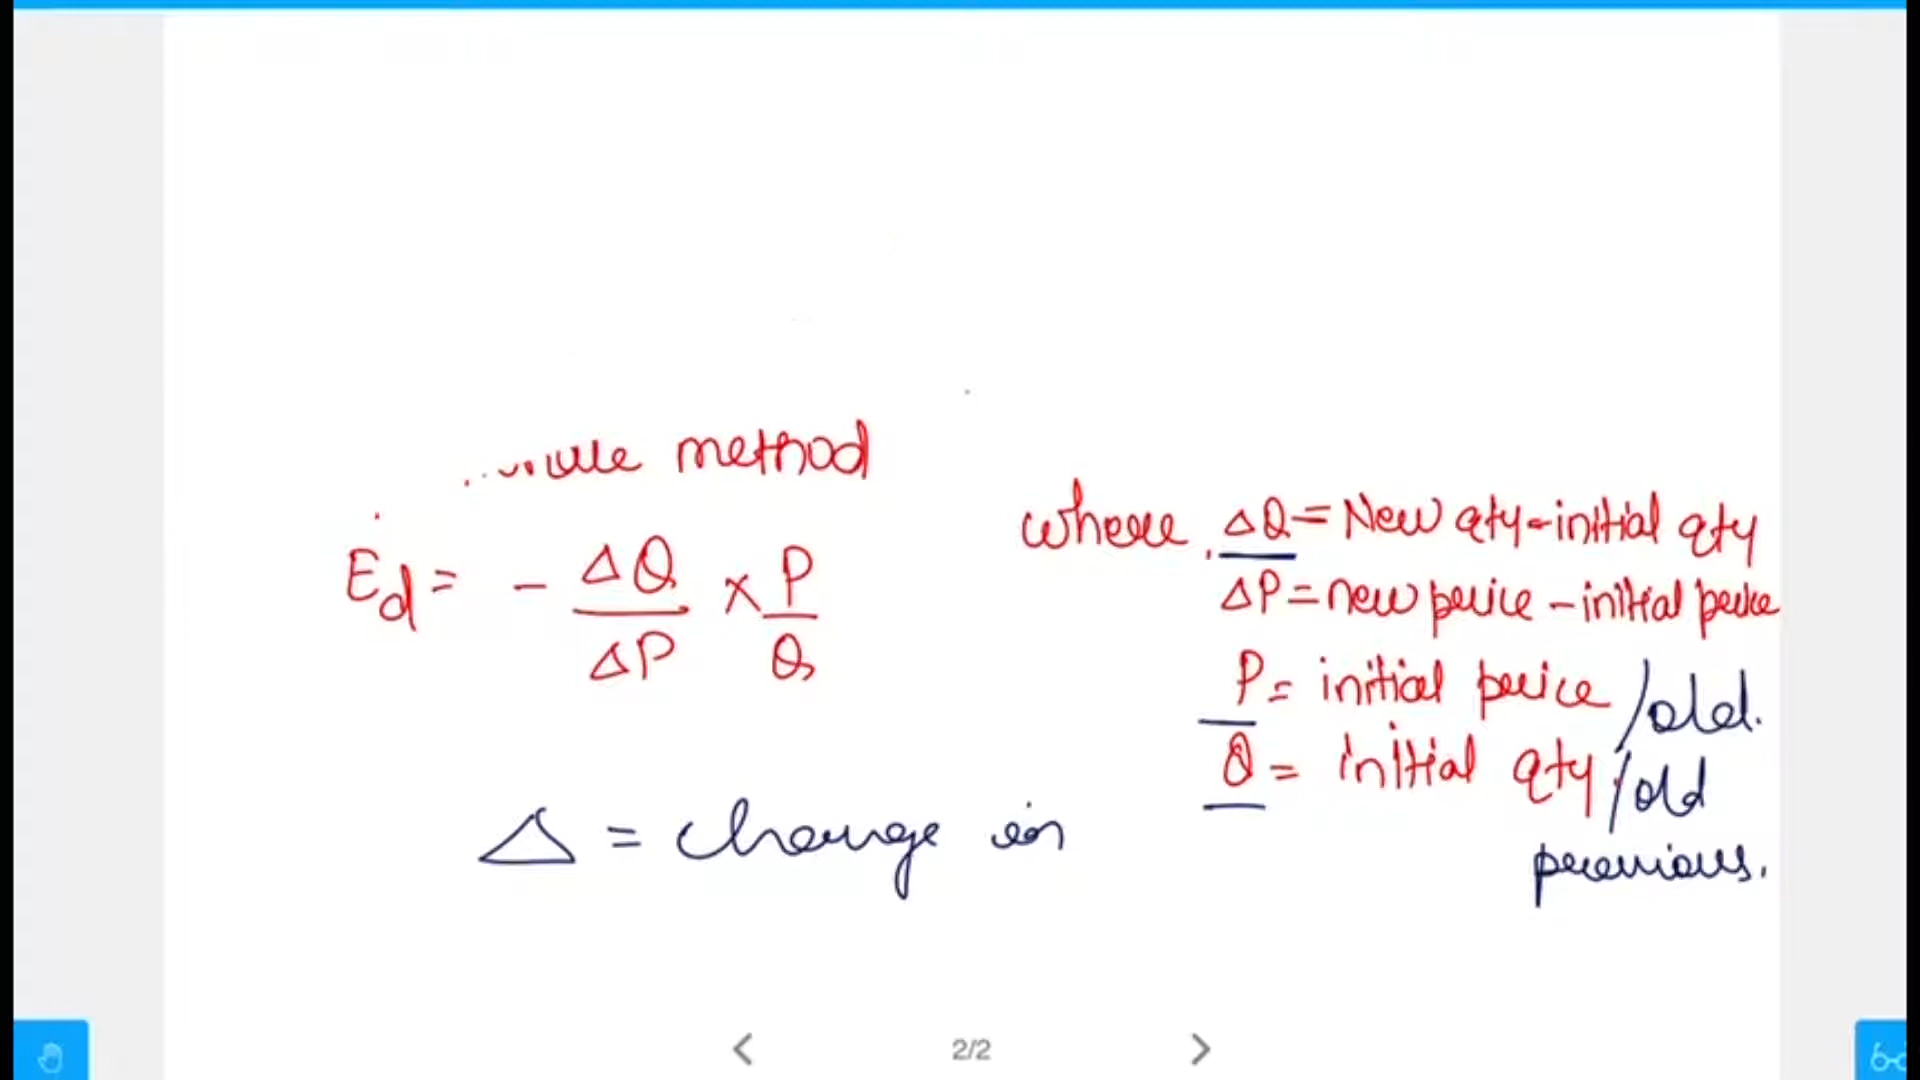 method
where, ΔQ = New qty - initial qty
Ed = - ΔQ/ΔP × P/Q
ΔP = new price - initial price
P = initial price / old.
Q = initial qty / old
previous.
Δ = change in
2/2